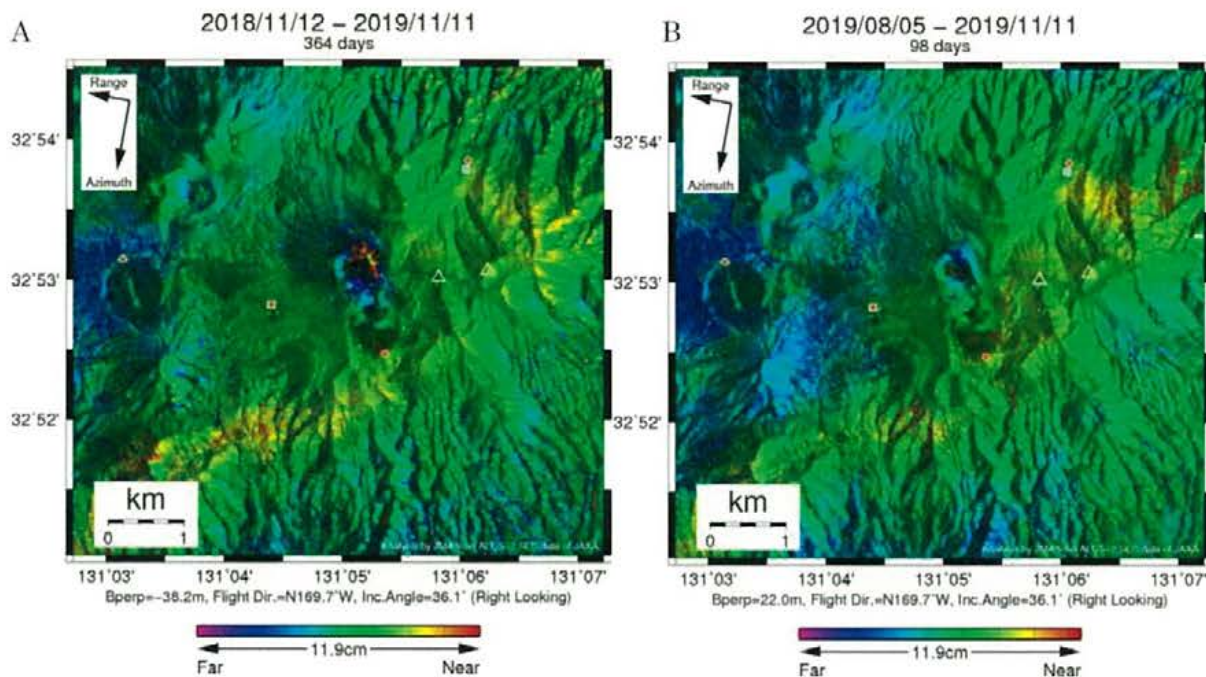 A
2018/11/12 – 2019/11/11
364 days
Range
Azimuth
32˚54'
32˚53'
32˚52'
km
0 1
131˚03' 131˚04' 131˚05' 131˚06' 131˚07'
Bperp=−38.2m, Flight Dir.=N169.7˚W, Inc.Angle=36.1˚ (Right Looking)
11.9cm
Far Near
B
2019/08/05 – 2019/11/11
98 days
Range
Azimuth
32˚54'
32˚53'
32˚52'
km
0 1
131˚03' 131˚04' 131˚05' 131˚06' 131˚07'
Bperp=22.0m, Flight Dir.=N169.7˚W, Inc.Angle=36.1˚ (Right Looking)
11.9cm
Far Near